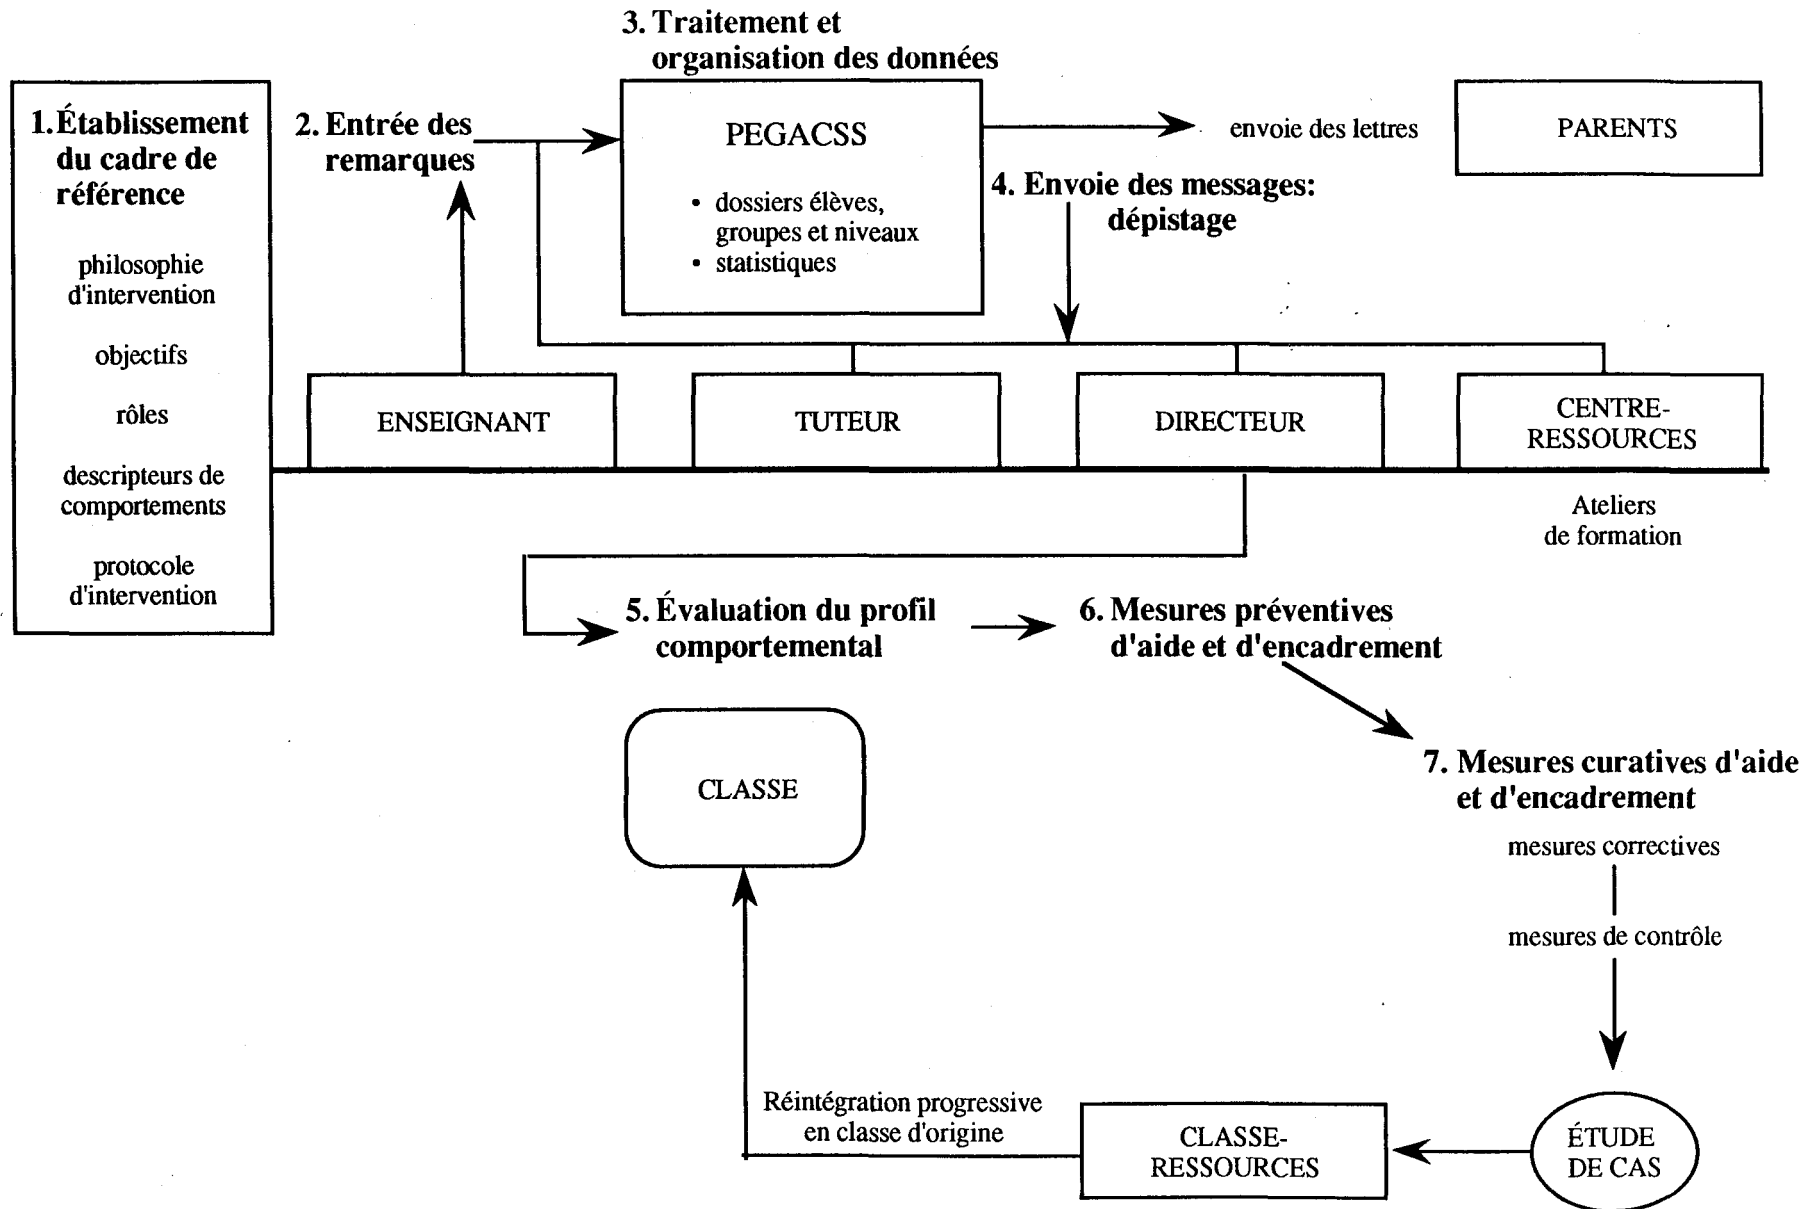 3. Traitement et
organisation des données
1. Établissement
du cadre de
référence
philosophie
d'intervention
objectifs
rôles
descripteurs de
comportements
protocole
d'intervention
2. Entrée des
remarques
PEGACSS
• dossiers élèves,
groupes et niveaux
• statistiques
envoie des lettres
PARENTS
4. Envoie des messages:
dépistage
ENSEIGNANT
TUTEUR
DIRECTEUR
CENTRE-
RESSOURCES
Ateliers
de formation
5. Évaluation du profil
comportemental
6. Mesures préventives
d'aide et d'encadrement
7. Mesures curatives d'aide
et d'encadrement
mesures correctives
mesures de contrôle
CLASSE
Réintégration progressive
en classe d'origine
CLASSE-
RESSOURCES
ÉTUDE
DE CAS